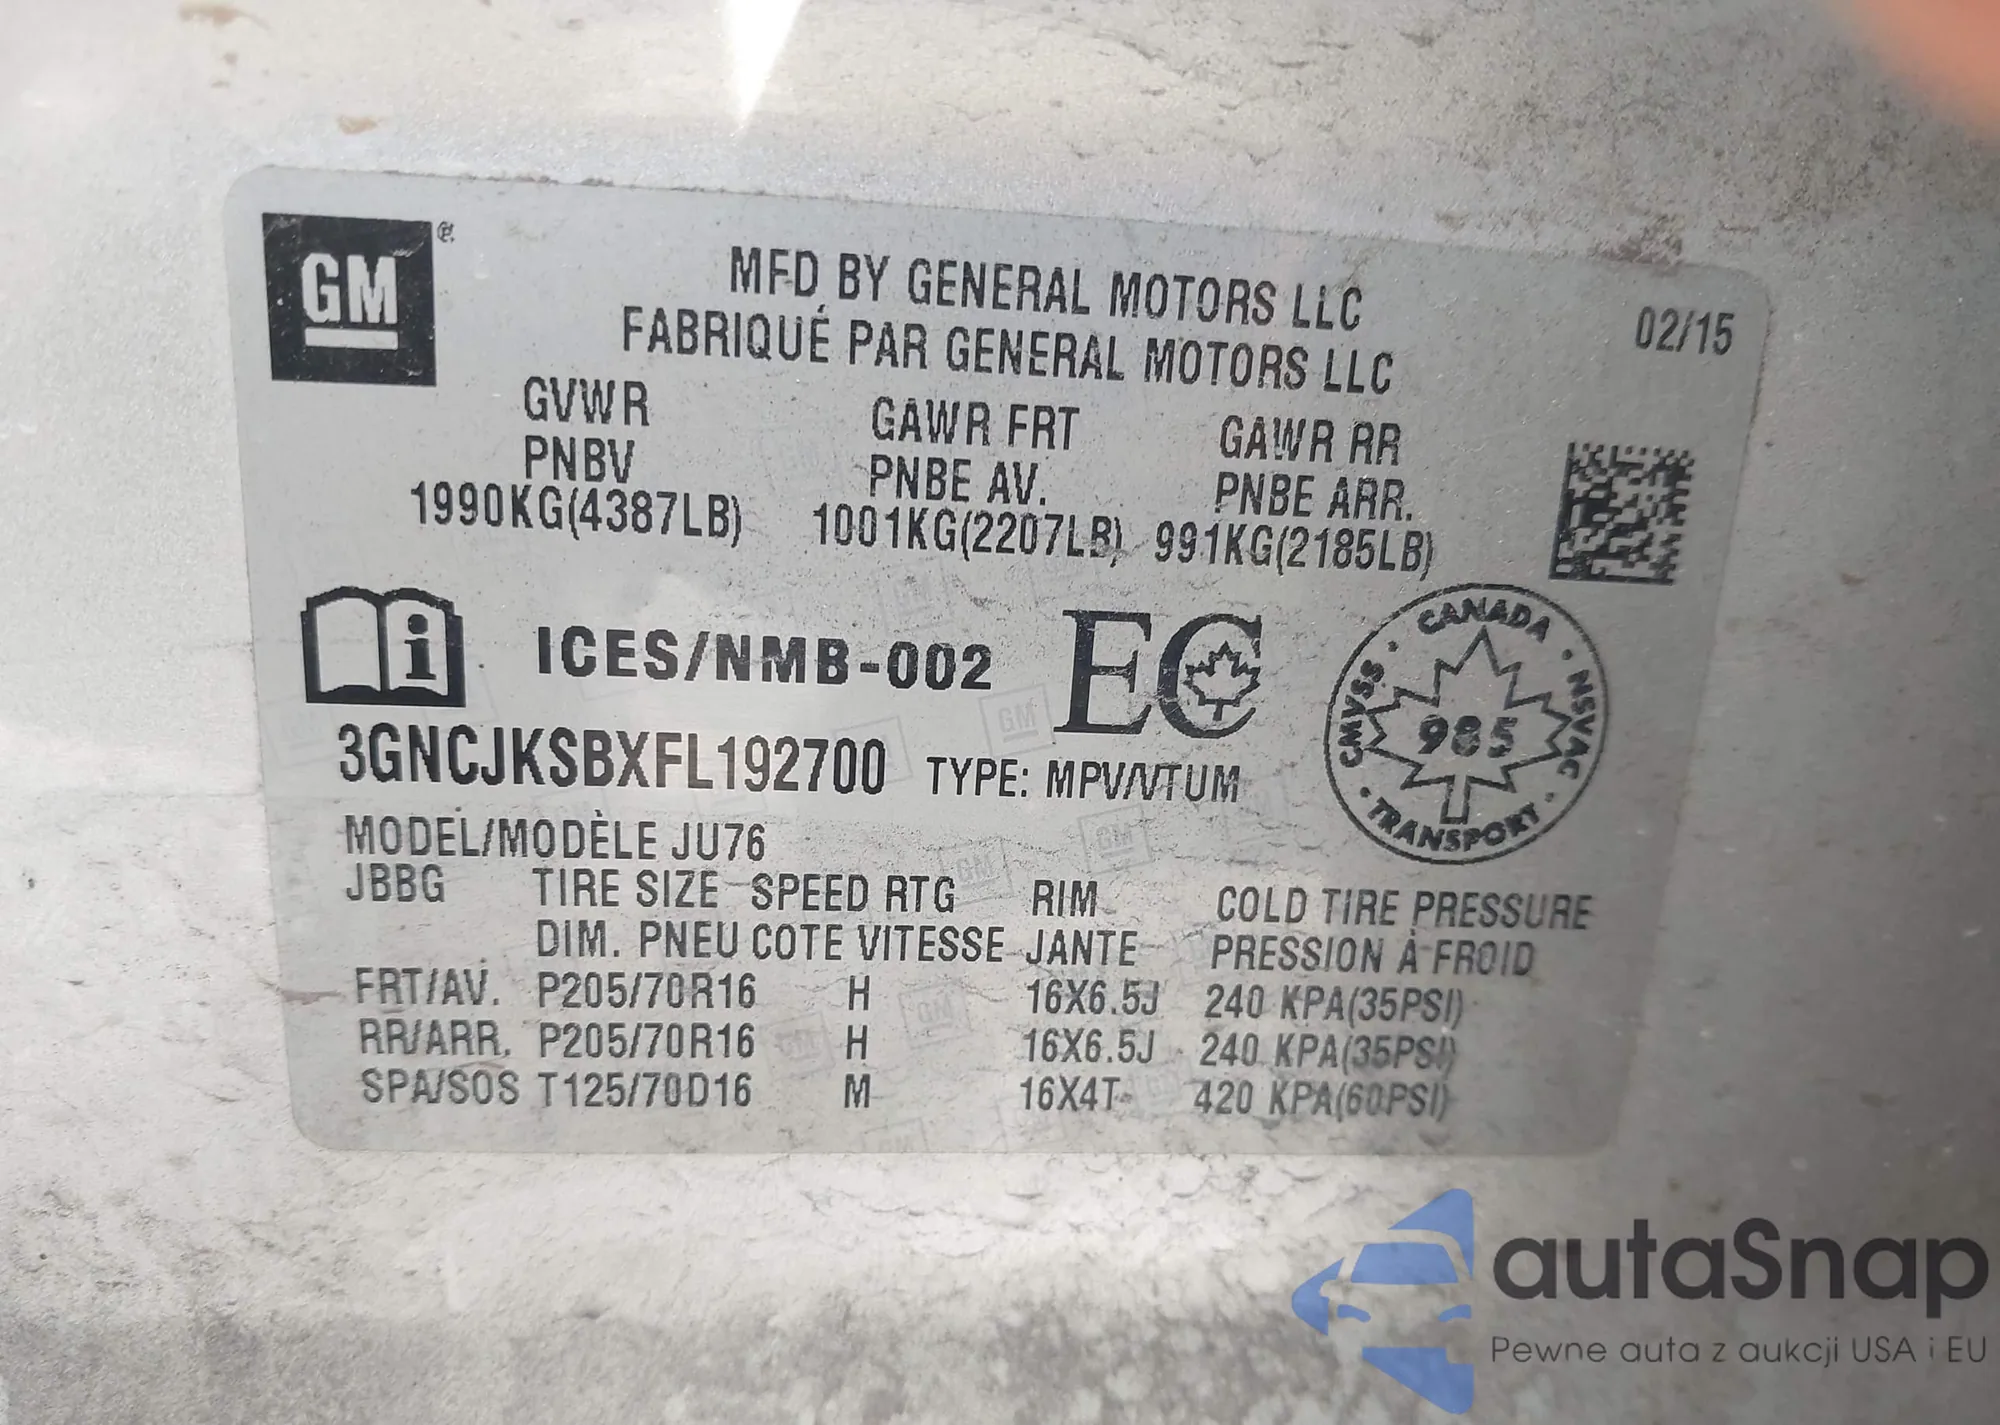 GM
MFD BY GENERAL MOTORS LLC
FABRIQUÉ PAR GENERAL MOTORS LLC
02/15
GVWR GAWR FRT GAWR RR
PNBV PNBE AV. PNBE ARR.
1990KG(4387LB) 1001KG(2207LB) 991KG(2185LB)
i ICES/NMB-002 EC
CANADA · NSVAC · TRANSPORT · CMVSS ·
985
3GNCJKSBXFL192700 TYPE: MPV/VTUM
MODEL/MODÈLE JU76
JBBG TIRE SIZE SPEED RTG RIM COLD TIRE PRESSURE
DIM. PNEU COTE VITESSE JANTE PRESSION À FROID
FRT/AV. P205/70R16 H 16X6.5J 240 KPA(35PSI)
RR/ARR. P205/70R16 H 16X6.5J 240 KPA(35PSI)
SPA/SOS T125/70D16 M 16X4T 420 KPA(60PSI)
autaSnap
Pewne auta z aukcji USA i EU